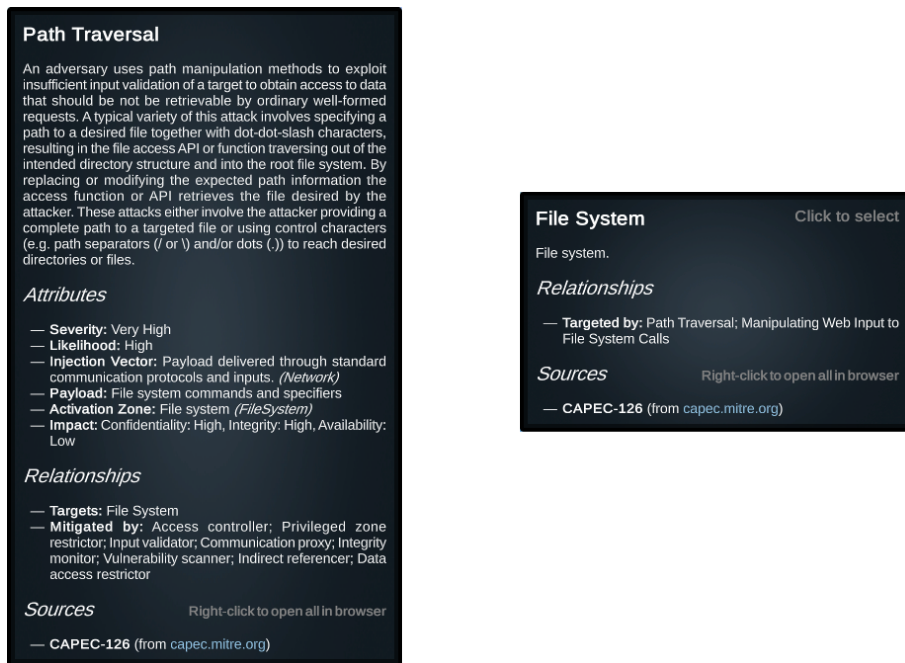 Path Traversal
An adversary uses path manipulation methods to exploit
insufficient input validation of a target to obtain access to data
that should be not be retrievable by ordinary well-formed
requests. A typical variety of this attack involves specifying a
path to a desired file together with dot-dot-slash characters,
resulting in the file access API or function traversing out of the
intended directory structure and into the root file system. By
replacing or modifying the expected path information the
access function or API retrieves the file desired by the
attacker. These attacks either involve the attacker providing a
complete path to a targeted file or using control characters
(e.g. path separators (/ or \) and/or dots (.)) to reach desired
directories or files.
Attributes
— Severity: Very High
— Likelihood: High
— Injection Vector: Payload delivered through standard
communication protocols and inputs. (Network)
— Payload: File system commands and specifiers
— Activation Zone: File system (FileSystem)
— Impact: Confidentiality: High, Integrity: High, Availability:
Low
Relationships
— Targets: File System
— Mitigated by: Access controller; Privileged zone
restrictor; Input validator; Communication proxy; Integrity
monitor; Vulnerability scanner; Indirect referencer; Data
access restrictor
Sources Right-click to open all in browser
— CAPEC-126 (from capec.mitre.org)
File System Click to select
File system.
Relationships
— Targeted by: Path Traversal; Manipulating Web Input to
File System Calls
Sources Right-click to open all in browser
— CAPEC-126 (from capec.mitre.org)